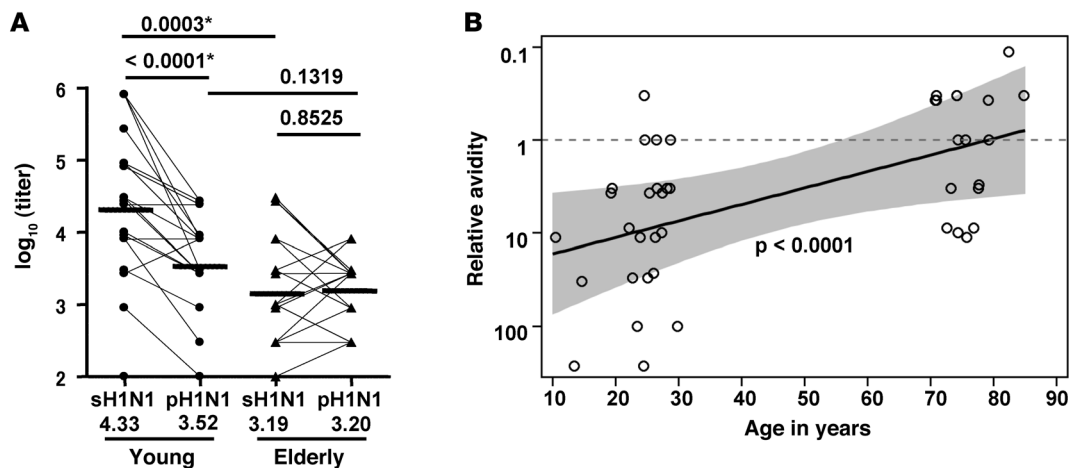 A
0.0003*
< 0.0001*
0.1319
0.8525
log10 (titer)
6
5
4
3
2
sH1N1 pH1N1 sH1N1 pH1N1
4.33 3.52 3.19 3.20
Young Elderly
B
Relative avidity
0.1
1
10
100
p < 0.0001
10 20 30 40 50 60 70 80 90
Age in years